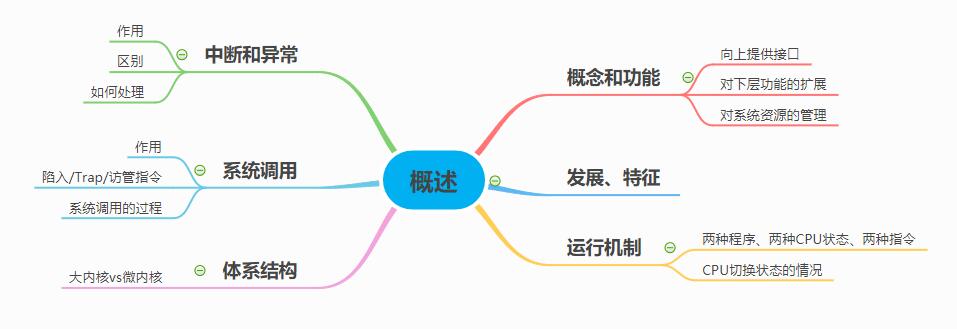 概述
概念和功能
向上提供接口
对下层功能的扩展
对系统资源的管理
发展、特征
运行机制
两种程序、两种CPU状态、两种指令
CPU切换状态的情况
中断和异常
作用
区别
如何处理
系统调用
作用
陷入/Trap/访管指令
系统调用的过程
体系结构
大内核vs微内核